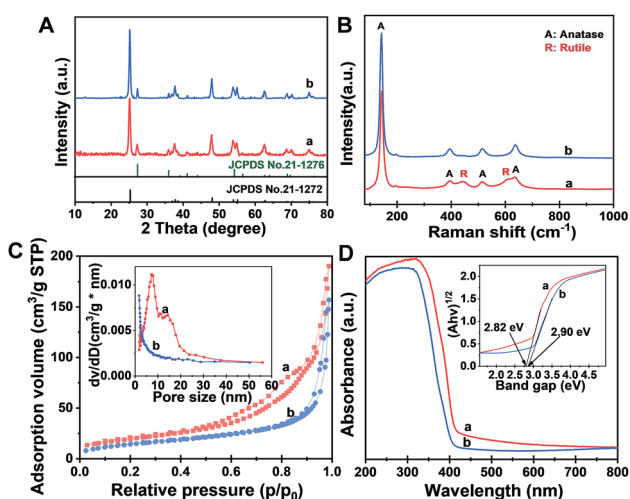 A
Intensity (a.u.)
b
a
JCPDS No.21-1276
JCPDS No.21-1272
10 20 30 40 50 60 70 80
2 Theta (degree)
B
A
A: Anatase
R: Rutile
Intensity(a.u.)
b
A R A R A
a
200 400 600 800 1000
Raman shift (cm⁻¹)
C
Adsorption volume (cm³/g STP)
200
150
100
50
0
dv/dD(cm³/g * nm)
0.010
0.005
0.000
a
b
0 10 20 30 40 50 60
Pore size (nm)
a
b
0.0 0.2 0.4 0.6 0.8 1.0
Relative pressure (p/p₀)
D
Absorbance (a.u.)
(Ahv)¹/²
2.0
1.5
1.0
0.5
0.0
a
b
2.82 eV
2.90 eV
2.0 2.5 3.0 3.5 4.0 4.5
Band gap (eV)
a
b
200 300 400 500 600 700 800
Wavelength (nm)